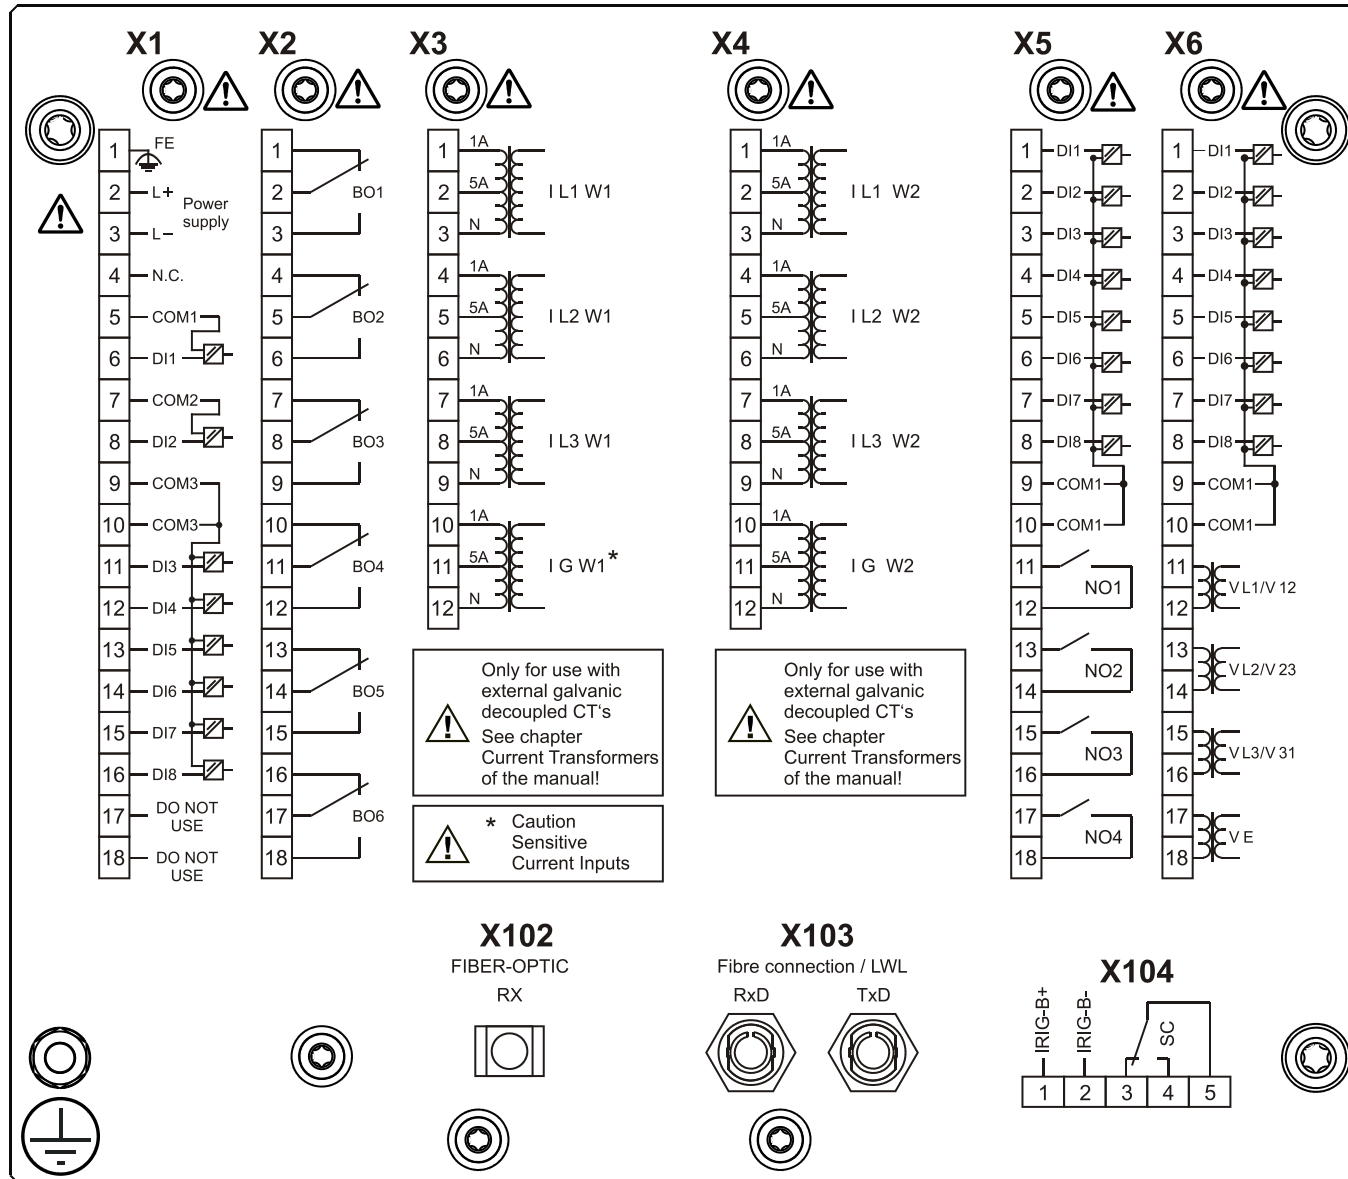 X1
1 FE
2 L+ Power
supply
3 L–
4 N.C.
5 COM1
6 DI1
7 COM2
8 DI2
9 COM3
10 COM3
11 DI3
12 DI4
13 DI5
14 DI6
15 DI7
16 DI8
17 DO NOT
USE
18 DO NOT
USE
X2
1
2 BO1
3
4
5 BO2
6
7
8 BO3
9
10
11 BO4
12
13
14 BO5
15
16
17 BO6
18
X3
1 1A
2 5A I L1 W1
3 N
4 1A
5 5A I L2 W1
6 N
7 1A
8 5A I L3 W1
9 N
10 1A
11 5A I G W1*
12 N
Only for use with
external galvanic
decoupled CT‘s
See chapter
Current Transformers
of the manual!
* Caution
Sensitive
Current Inputs
X4
1 1A
2 5A I L1 W2
3 N
4 1A
5 5A I L2 W2
6 N
7 1A
8 5A I L3 W2
9 N
10 1A
11 5A I G W2
12 N
Only for use with
external galvanic
decoupled CT‘s
See chapter
Current Transformers
of the manual!
X5
1 DI1
2 DI2
3 DI3
4 DI4
5 DI5
6 DI6
7 DI7
8 DI8
9 COM1
10 COM1
11
NO1
12
13
NO2
14
15
NO3
16
17
NO4
18
X6
1 DI1
2 DI2
3 DI3
4 DI4
5 DI5
6 DI6
7 DI7
8 DI8
9 COM1
10 COM1
11
V L1/V 12
12
13
V L2/V 23
14
15
V L3/V 31
16
17
V E
18
X102
FIBER-OPTIC
RX
X103
Fibre connection / LWL
RxD TxD
X104
IRIG-B+
IRIG-B-
SC
1 2 3 4 5